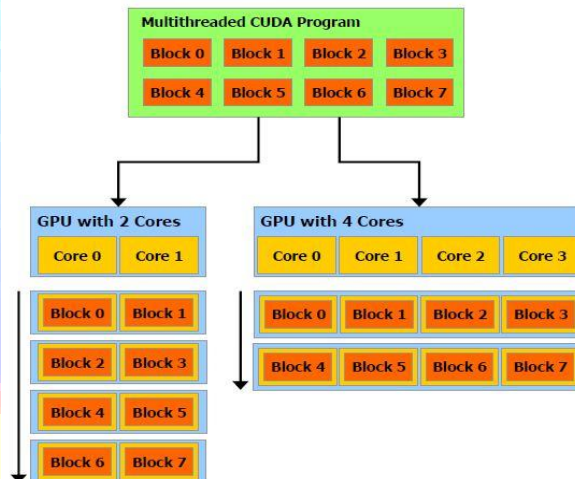 Multithreaded CUDA Program
Block 0 Block 1 Block 2 Block 3
Block 4 Block 5 Block 6 Block 7
GPU with 2 Cores
Core 0 Core 1
Block 0 Block 1
Block 2 Block 3
Block 4 Block 5
Block 6 Block 7
GPU with 4 Cores
Core 0 Core 1 Core 2 Core 3
Block 0 Block 1 Block 2 Block 3
Block 4 Block 5 Block 6 Block 7